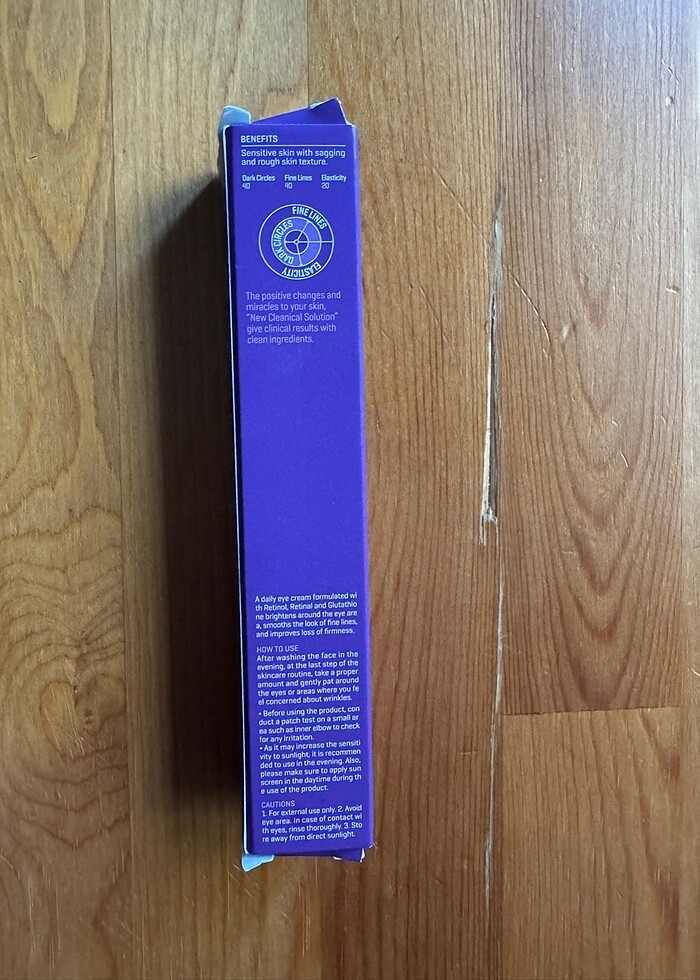 BENEFITS
Sensitive skin with sagging
and rough skin texture.
Dark Circles Fine Lines Elasticity
40 40 20
FINE LINES
DARK CIRCLES
ELASTICITY
The positive changes and
miracles to your skin,
"New Cleanical Solution"
give clinical results with
clean ingredients.
A daily eye cream formulated wi
th Retinol, Retinal and Glutathio
ne brightens around the eye are
a, smooths the look of fine lines,
and improves loss of firmness.
HOW TO USE
After washing the face in the
evening, at the last step of the
skincare routine, take a proper
amount and gently pat around
the eyes or areas where you fe
el concerned about wrinkles.
• Before using the product, con
duct a patch test on a small ar
ea such as inner elbow to check
for any irritation.
• As it may increase the sensiti
vity to sunlight, it is recommen
ded to use in the evening. Also,
please make sure to apply sun
screen in the daytime during th
e use of the product.
CAUTIONS
1. For external use only. 2. Avoid
eye area. In case of contact wi
th eyes, rinse thoroughly. 3. Sto
re away from direct sunlight.